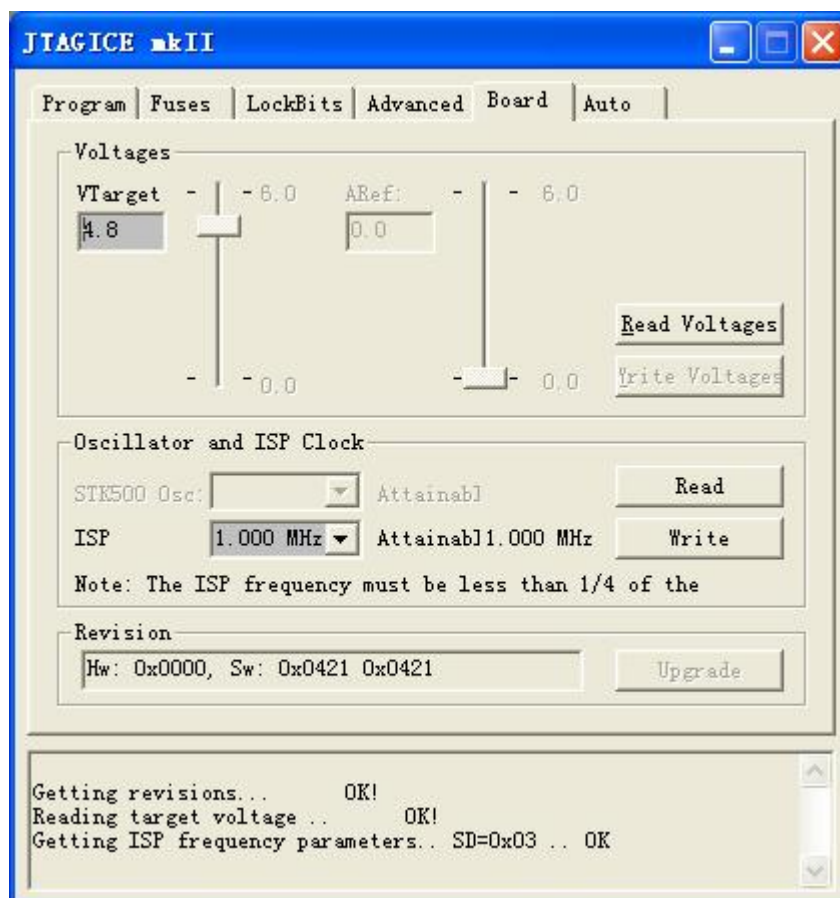 JTAGICE mkII
Program Fuses LockBits Advanced Board Auto
Voltages
VTarget 6.0 ARef: 6.0
4.8 0.0
Read Voltages
0.0 0.0 Write Voltages
Oscillator and ISP Clock
STK500 Osc: Attainabl Read
ISP 1.000 MHz Attainabl 1.000 MHz Write
Note: The ISP frequency must be less than 1/4 of the
Revision
Hw: 0x0000, Sw: 0x0421 0x0421 Upgrade
Getting revisions... OK!
Reading target voltage .. OK!
Getting ISP frequency parameters.. SD=0x03 .. OK